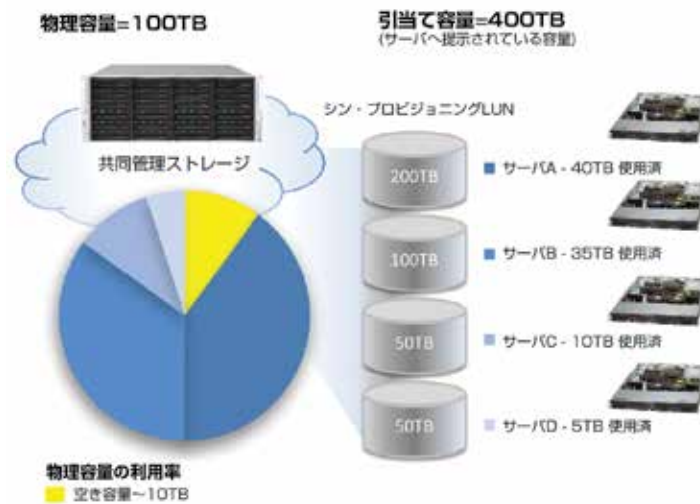 物理容量=100TB
引当て容量=400TB
(サーバへ提示されている容量)
シン・プロビジョニングLUN
共同管理ストレージ
200TB
サーバA - 40TB 使用済
100TB
サーバB - 35TB 使用済
50TB
サーバC - 10TB 使用済
50TB
サーバD - 5TB 使用済
物理容量の利用率
空き容量~10TB